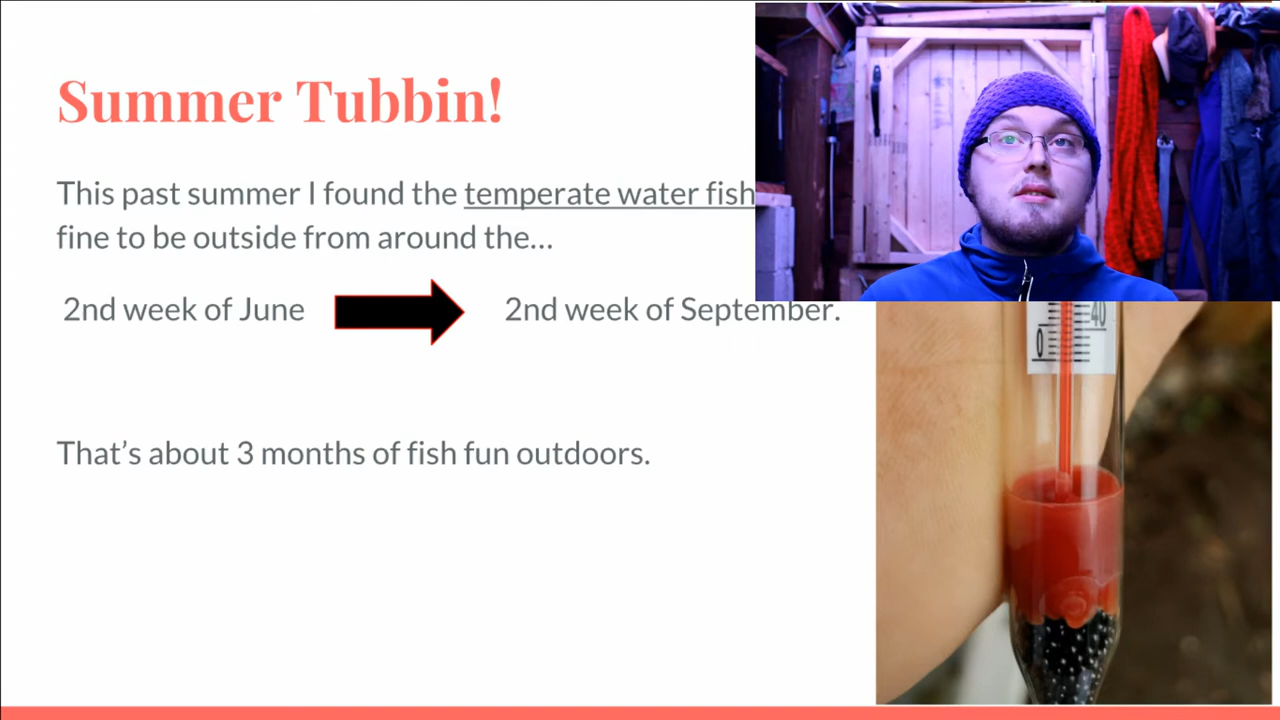 Summer Tubbin!
This past summer I found the temperate water fish
fine to be outside from around the...
2nd week of June 2nd week of September.
40
0
That’s about 3 months of fish fun outdoors.